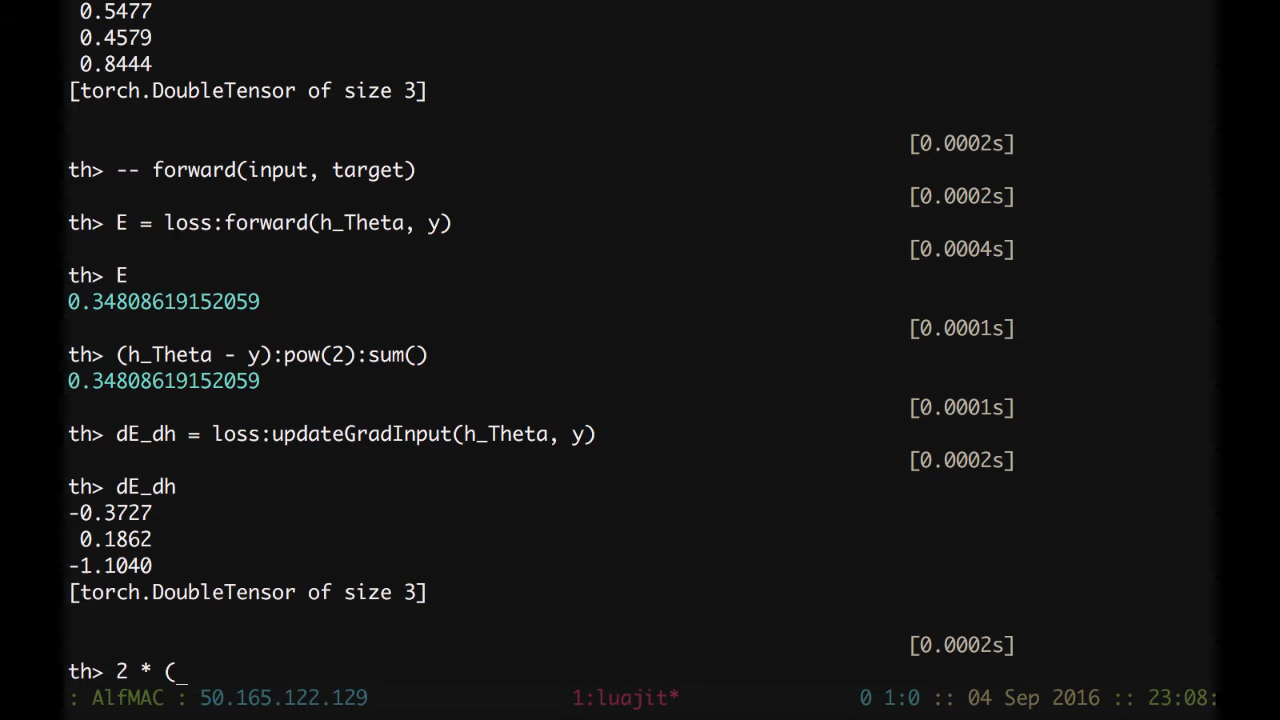 0.5477
0.4579
0.8444
[torch.DoubleTensor of size 3]
[0.0002s]
th> -- forward(input, target)
[0.0002s]
th> E = loss:forward(h_Theta, y)
[0.0004s]
th> E
0.34808619152059
[0.0001s]
th> (h_Theta - y):pow(2):sum()
0.34808619152059
[0.0001s]
th> dE_dh = loss:updateGradInput(h_Theta, y)
[0.0002s]
th> dE_dh
-0.3727
0.1862
-1.1040
[torch.DoubleTensor of size 3]
[0.0002s]
th> 2 * (_
: AlfMAC : 50.165.122.129 1:luajit* 0 1:0 :: 04 Sep 2016 :: 23:08: